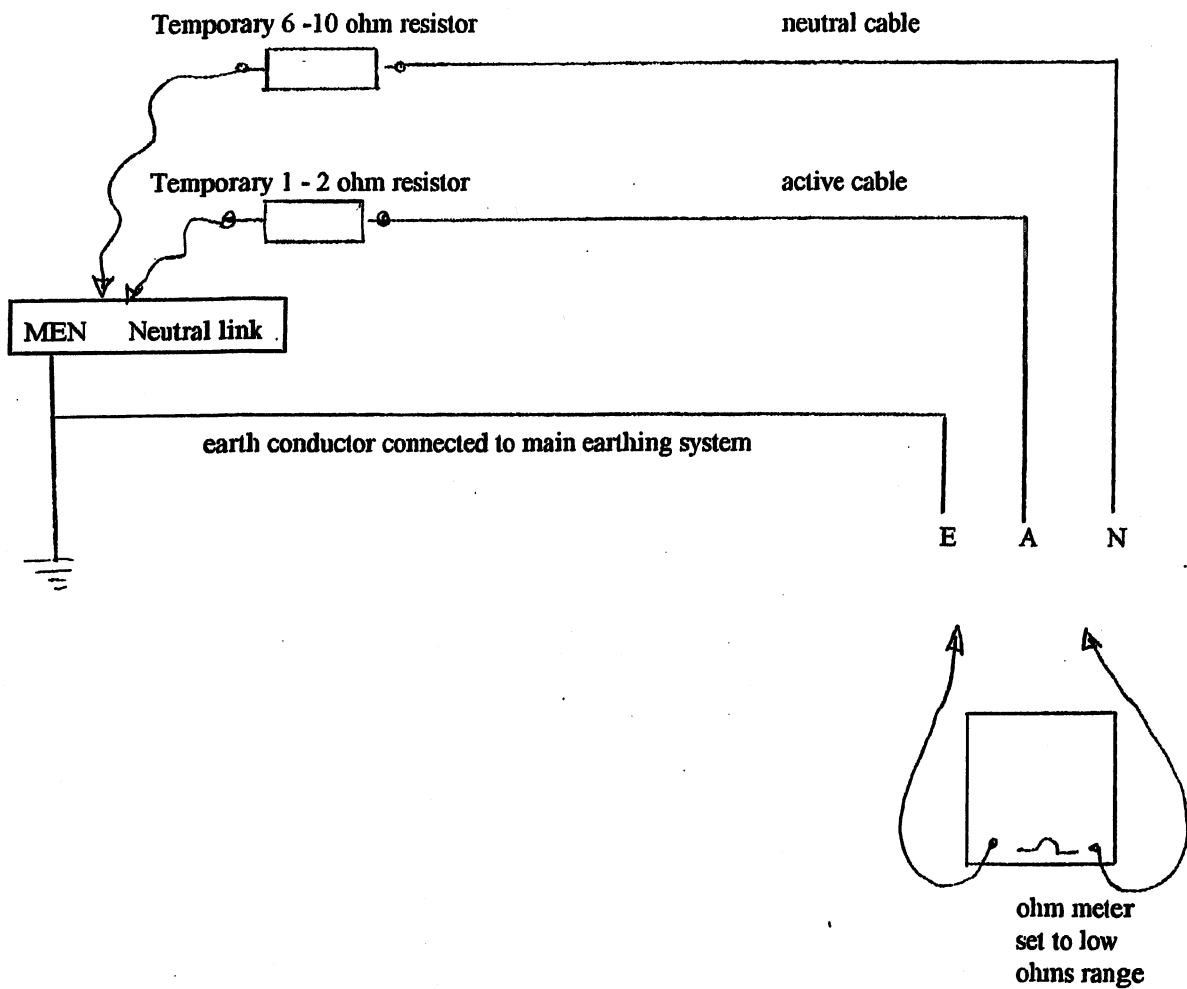 Temporary 6 -10 ohm resistor neutral cable
Temporary 1 - 2 ohm resistor active cable
MEN Neutral link
earth conductor connected to main earthing system
E A N
ohm meter
set to low
ohms range